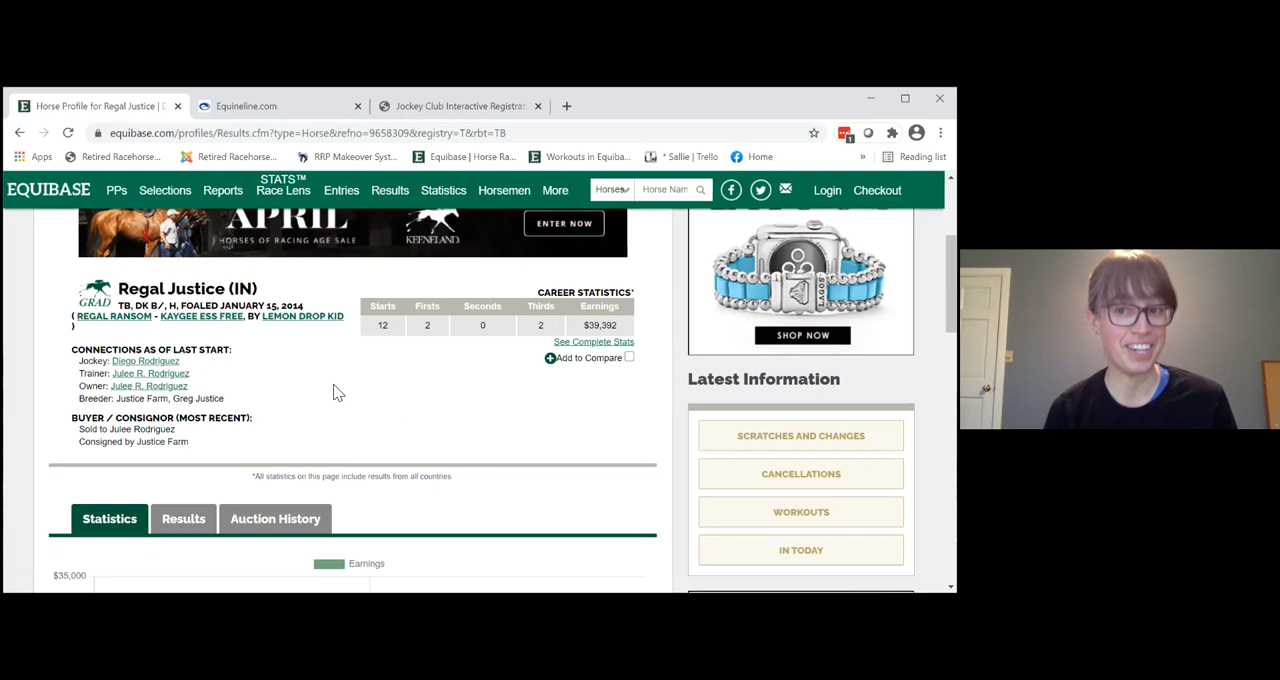 Horse Profile for Regal Justice | E
Equineline.com
Jockey Club Interactive Registrat
equibase.com/profiles/Results.cfm?type=Horse&refno=9658309&registry=T&rbt=TB
1
Apps
Retired Racehorse...
Retired Racehorse...
RRP Makeover Syst...
Equibase | Horse Ra...
Workouts in Equiba...
* Sallie | Trello
Home
»
Reading list
EQUIBASE
PPs
Selections
Reports
STATS™
Race Lens
Entries
Results
Statistics
Horsemen
More
Horses
Horse Nam
Login
Checkout
APRIL
HORSES OF RACING AGE SALE
KEENELAND
ENTER NOW
LAGOS
SHOP NOW
GRAD
Regal Justice (IN)
TB, DK B/, H, FOALED JANUARY 15, 2014
( REGAL RANSOM - KAYGEE ESS FREE, BY LEMON DROP KID
)
CAREER STATISTICS*
Starts Firsts Seconds Thirds Earnings
12 2 0 2 $39,392
See Complete Stats
Add to Compare
CONNECTIONS AS OF LAST START:
Jockey: Diego Rodriguez
Trainer: Julee R. Rodriguez
Owner: Julee R. Rodriguez
Breeder: Justice Farm, Greg Justice
BUYER / CONSIGNOR (MOST RECENT):
Sold to Julee Rodriguez
Consigned by Justice Farm
*All statistics on this page include results from all countries.
Statistics
Results
Auction History
Earnings
$35,000
Latest Information
SCRATCHES AND CHANGES
CANCELLATIONS
WORKOUTS
IN TODAY